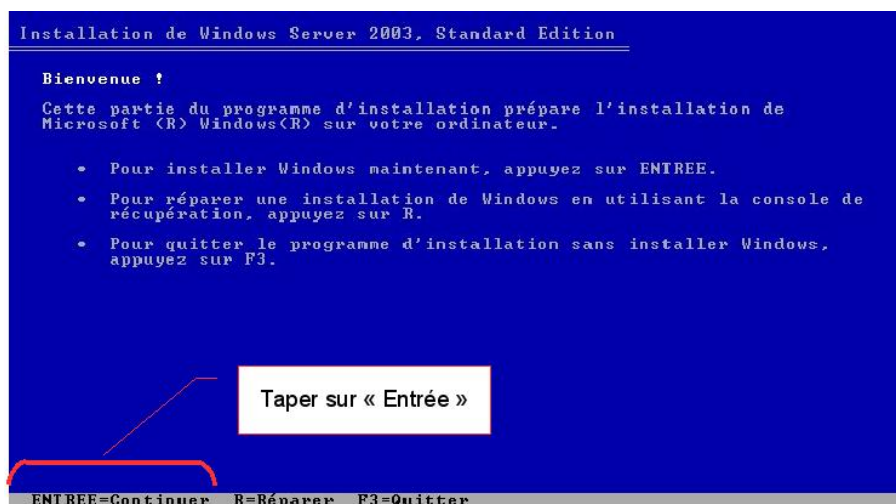 Installation de Windows Server 2003, Standard Edition
Bienvenue !
Cette partie du programme d'installation prépare l'installation de
Microsoft (R) Windows(R) sur votre ordinateur.
• Pour installer Windows maintenant, appuyez sur ENTREE.
• Pour réparer une installation de Windows en utilisant la console de
récupération, appuyez sur R.
• Pour quitter le programme d'installation sans installer Windows,
appuyez sur F3.
Taper sur « Entrée »
ENTREE=Continuer R=Réparer F3=Quitter